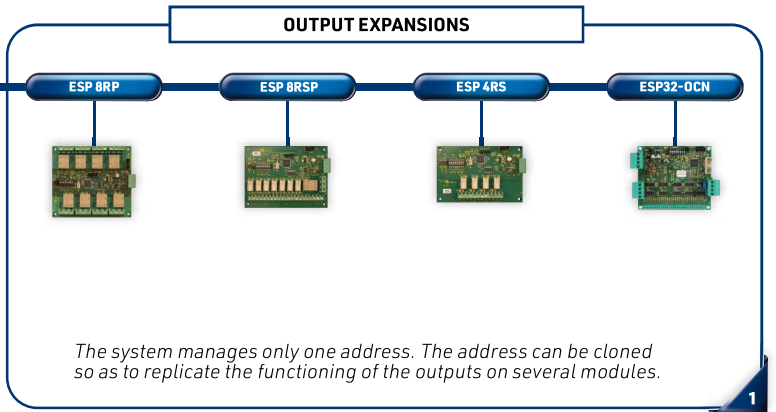 OUTPUT EXPANSIONS
ESP 8RP
ESP 8RSP
ESP 4RS
ESP32-OCN
The system manages only one address. The address can be cloned
so as to replicate the functioning of the outputs on several modules.
1